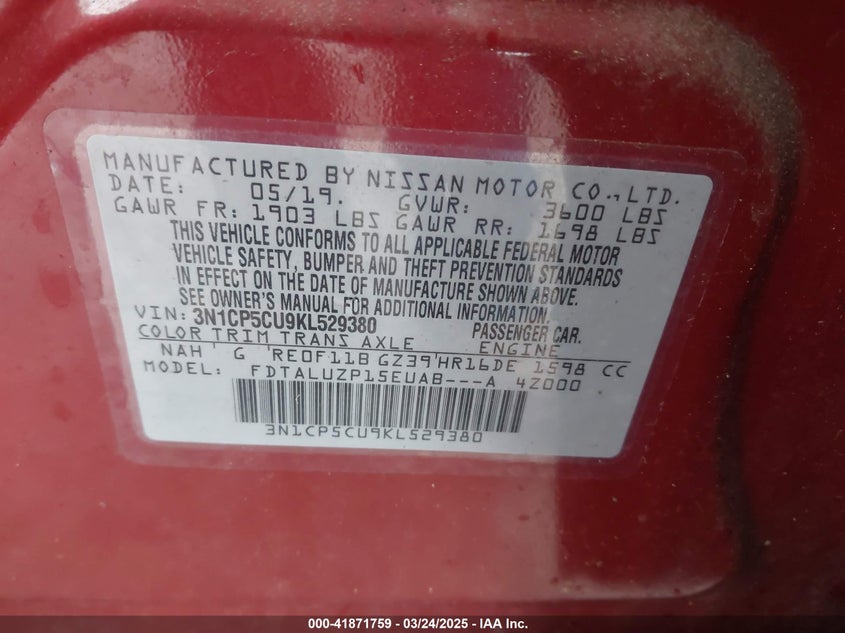 MANUFACTURED BY NISSAN MOTOR CO.,LTD.
DATE: 05/19. GVWR: 3600 LBS
GAWR FR: 1903 LBS GAWR RR: 1698 LBS
THIS VEHICLE CONFORMS TO ALL APPLICABLE FEDERAL MOTOR
VEHICLE SAFETY, BUMPER AND THEFT PREVENTION STANDARDS
IN EFFECT ON THE DATE OF MANUFACTURE SHOWN ABOVE.
SEE OWNER'S MANUAL FOR ADDITIONAL INFORMATION.
VIN: 3N1CP5CU9KL529380 PASSENGER CAR.
COLOR TRIM TRANS AXLE ENGINE
NAH' G 'RE0F11B GZ39'HR16DE 1598 CC
MODEL: FDTALUZP15EUAB---A 4Z000
3N1CP5CU9KL529380
000-41871759 | 03/24/2025 | IAA Inc.